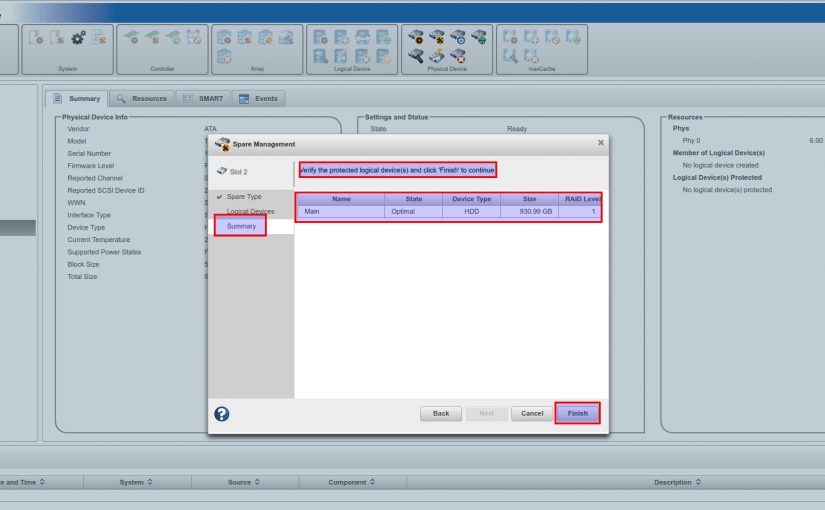 System
Controller
Array
Logical Device
Physical Device
maxCache
Summary
Resources
SMART
Events
Physical Device Info
Vendor
ATA
Model
Serial Number
Firmware Level
Reported Channel
Reported SCSI Device ID
WWN
Interface Type
Device Type
Current Temperature
Supported Power States
Block Size
Total Size
Settings and Status
State
Ready
Resources
Phys
Phy 0
6.00
Member of Logical Device(s)
No logical device created
Logical Device(s) Protected
No logical device(s) protected
Spare Management
Slot 2
Verify the protected logical device(s) and click 'Finish' to continue
Spare Type
Logical Devices
Summary
Name State Device Type Size RAID Level
Main Optimal HDD 930.99 GB 1
Back
Next
Cancel
Finish
e and Time System Source Component Description